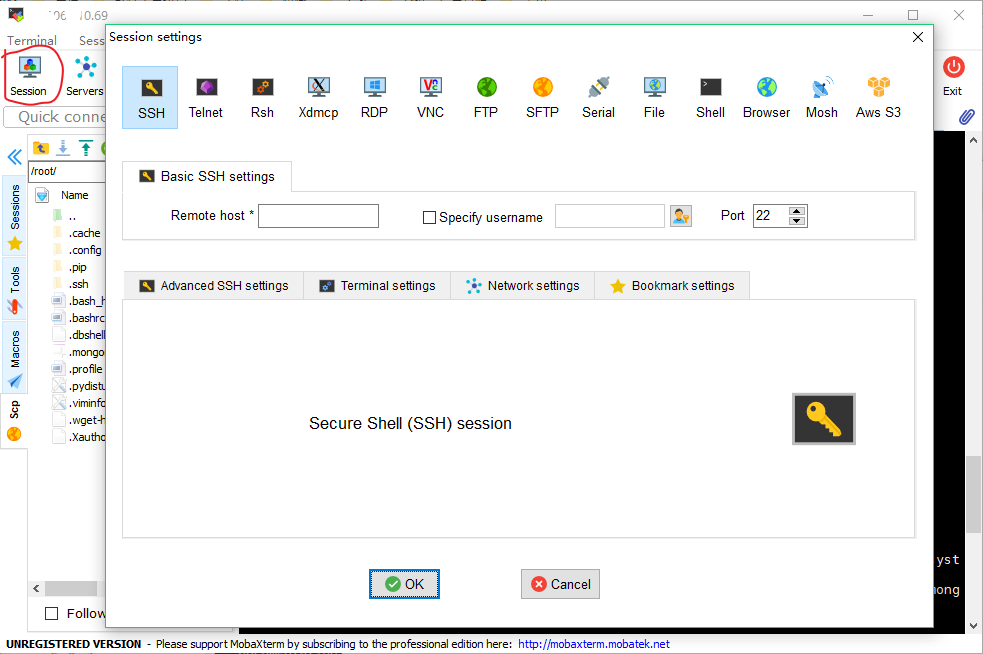 106 10.69
Session settings
Terminal Sess
Session Servers
Exit
SSH Telnet Rsh Xdmcp RDP VNC FTP SFTP Serial File Shell Browser Mosh Aws S3
Quick conne
/root/
Name
..
.cache
.config
.pip
.ssh
.bash_h
.bashrc
.dbshell
.mongo
.profile
.pydistu
.viminfo
.wget-h
.Xautho
Sessions
Tools
Macros
Scp
Basic SSH settings
Remote host * Specify username Port 22
Advanced SSH settings Terminal settings Network settings Bookmark settings
Secure Shell (SSH) session
OK Cancel
yst
ong
Follow
UNREGISTERED VERSION - Please support MobaXterm by subscribing to the professional edition here: http://mobaxterm.mobatek.net